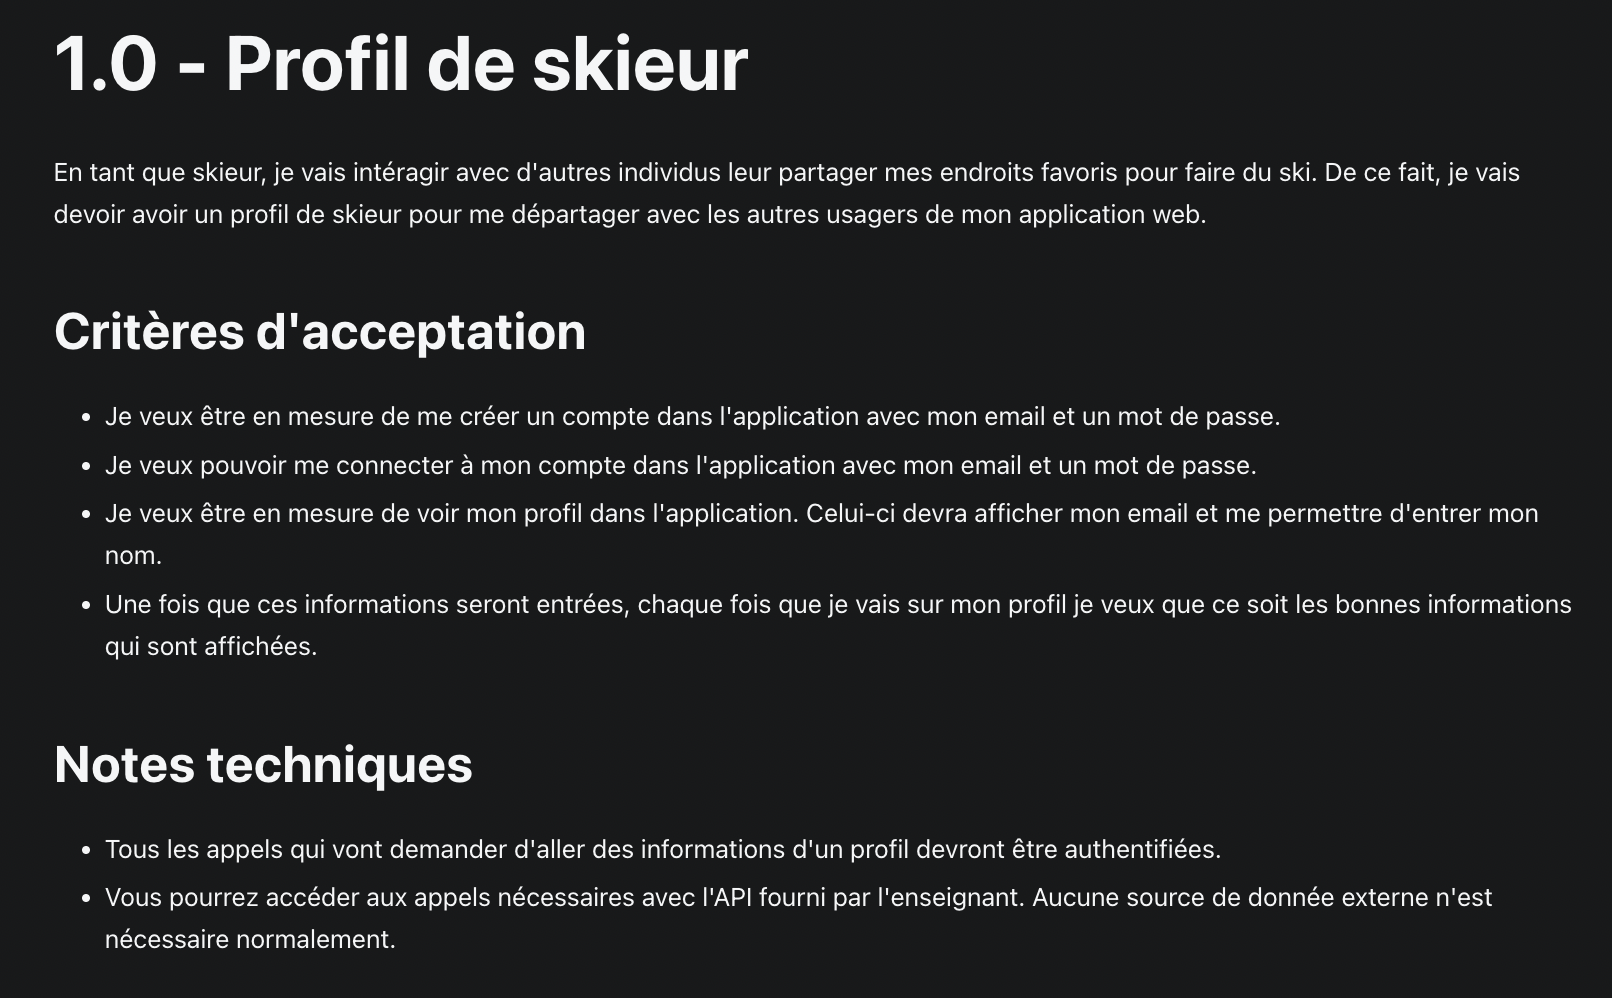 1.0 - Profil de skieur
En tant que skieur, je vais intéragir avec d'autres individus leur partager mes endroits favoris pour faire du ski. De ce fait, je vais
devoir avoir un profil de skieur pour me départager avec les autres usagers de mon application web.
Critères d'acceptation
• Je veux être en mesure de me créer un compte dans l'application avec mon email et un mot de passe.
• Je veux pouvoir me connecter à mon compte dans l'application avec mon email et un mot de passe.
• Je veux être en mesure de voir mon profil dans l'application. Celui-ci devra afficher mon email et me permettre d'entrer mon
nom.
• Une fois que ces informations seront entrées, chaque fois que je vais sur mon profil je veux que ce soit les bonnes informations
qui sont affichées.
Notes techniques
• Tous les appels qui vont demander d'aller des informations d'un profil devront être authentifiées.
• Vous pourrez accéder aux appels nécessaires avec l'API fourni par l'enseignant. Aucune source de donnée externe n'est
nécessaire normalement.